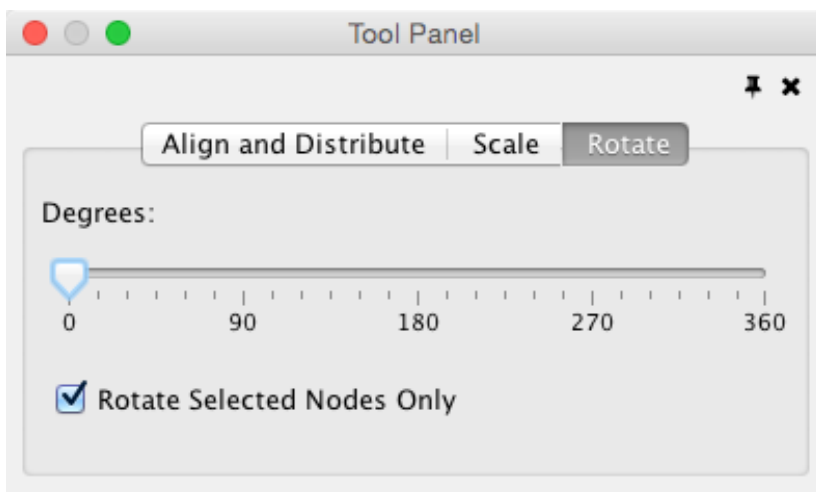 Tool Panel
Align and Distribute Scale Rotate
Degrees:
0 90 180 270 360
Rotate Selected Nodes Only